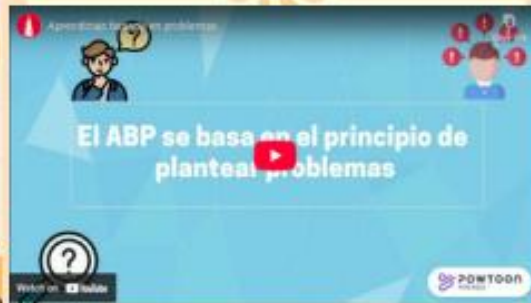 Aprendizaje basado en problemas
El ABP se basa en el principio de
plantear problemas
Watch on YouTube
POWTOON